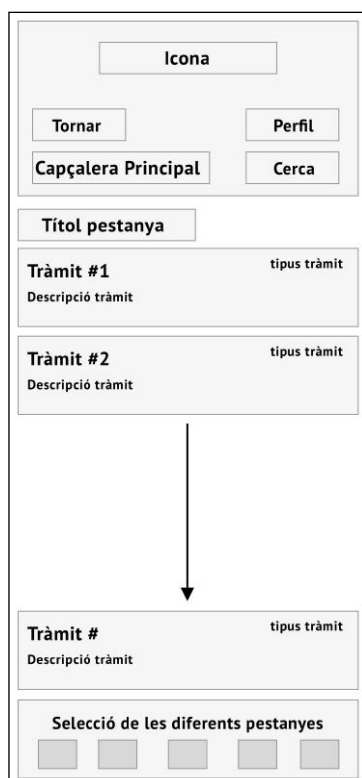 Icona
Tornar
Perfil
Capçalera Principal
Cerca
Títol pestanya
Tràmit #1
tipus tràmit
Descripció tràmit
Tràmit #2
tipus tràmit
Descripció tràmit
Tràmit #
tipus tràmit
Descripció tràmit
Selecció de les diferents pestanyes